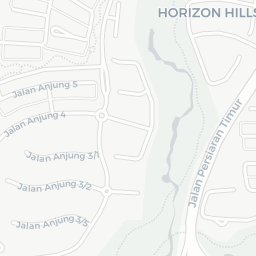 HORIZON HILLS
Jalan Anjung 5
Jalan Anjung 4
Jalan Persiaran Timur
Jalan Anjung 3/1
Jalan Anjung 3/2
Jalan Anjung 3/3